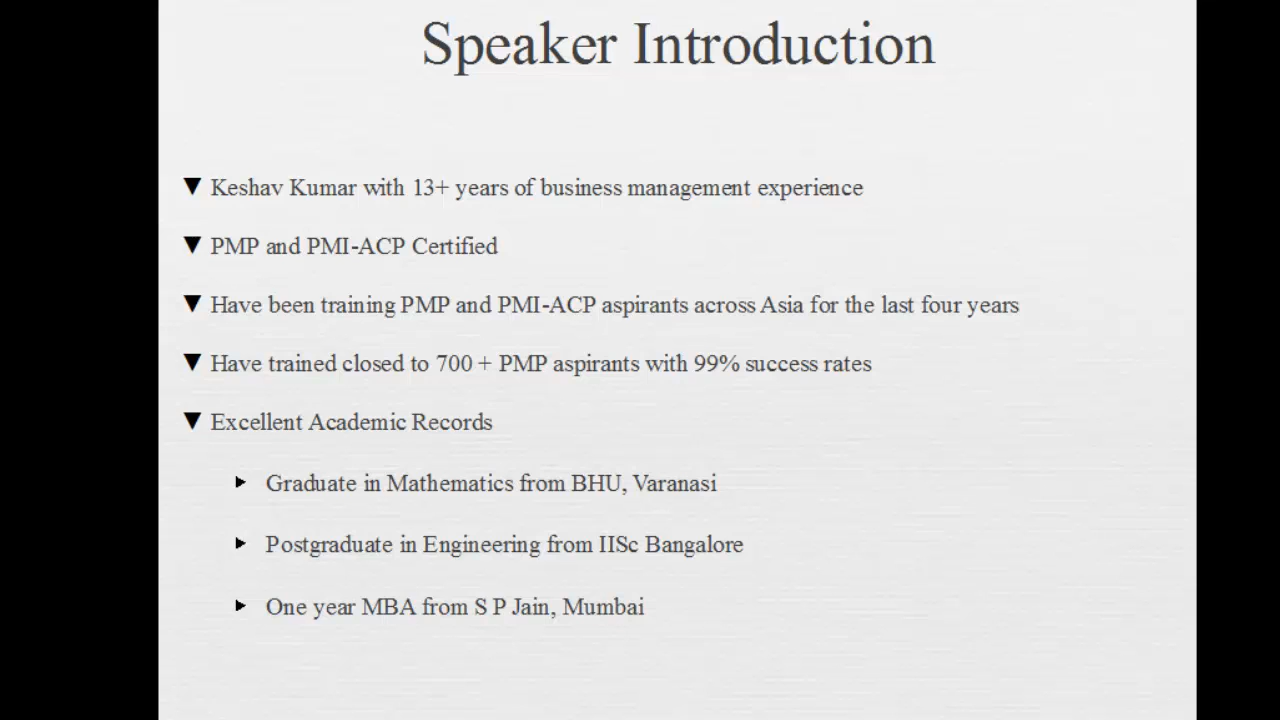 Speaker Introduction
Keshav Kumar with 13+ years of business management experience
PMP and PMI-ACP Certified
Have been training PMP and PMI-ACP aspirants across Asia for the last four years
Have trained closed to 700 + PMP aspirants with 99% success rates
Excellent Academic Records
Graduate in Mathematics from BHU, Varanasi
Postgraduate in Engineering from IISc Bangalore
One year MBA from S P Jain, Mumbai